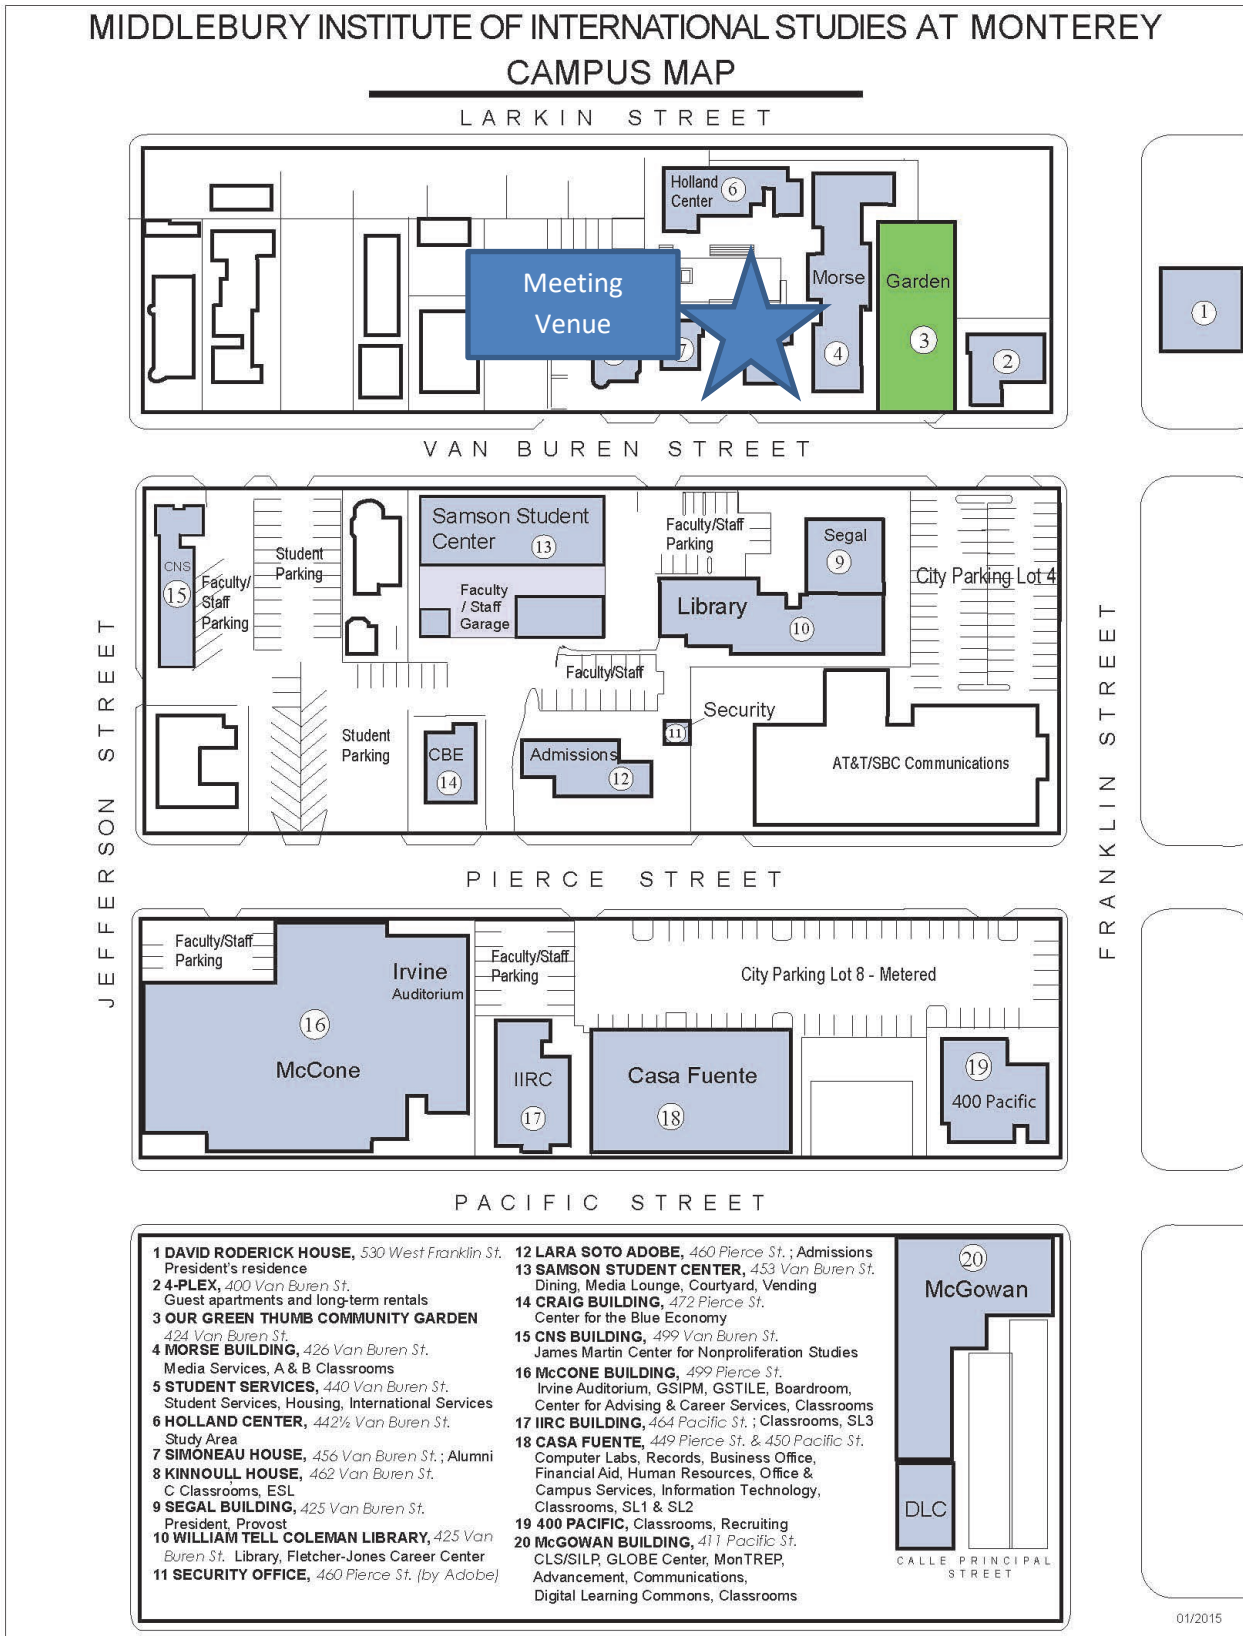 MIDDLEBURY INSTITUTE OF INTERNATIONAL STUDIES AT MONTEREY
CAMPUS MAP
LARKIN STREET
Holland
Center
6
Meeting
Venue
Morse
4
Garden
3
2
1
7
VAN BUREN STREET
CNS
15
Faculty/
Staff
Parking
Student
Parking
Samson Student
Center
13
Faculty
/ Staff
Garage
Faculty/Staff
Parking
Segal
9
City Parking Lot 4
Library
10
Faculty/Staff
Security
11
Student
Parking
CBE
14
Admissions
12
AT&T/SBC Communications
JEFFERSON STREET
FRANKLIN STREET
PIERCE STREET
Faculty/Staff
Parking
Irvine
Auditorium
16
McCone
Faculty/Staff
Parking
City Parking Lot 8 - Metered
IIRC
17
Casa Fuente
18
19
400 Pacific
PACIFIC STREET
1 DAVID RODERICK HOUSE, 530 West Franklin St.
President's residence
2 4-PLEX, 400 Van Buren St.
Guest apartments and long-term rentals
3 OUR GREEN THUMB COMMUNITY GARDEN
424 Van Buren St.
4 MORSE BUILDING, 426 Van Buren St.
Media Services, A & B Classrooms
5 STUDENT SERVICES, 440 Van Buren St.
Student Services, Housing, International Services
6 HOLLAND CENTER, 442½ Van Buren St.
Study Area
7 SIMONEAU HOUSE, 456 Van Buren St. ; Alumni
8 KINNOULL HOUSE, 462 Van Buren St.
C Classrooms, ESL
9 SEGAL BUILDING, 425 Van Buren St.
President, Provost
10 WILLIAM TELL COLEMAN LIBRARY, 425 Van
Buren St. Library, Fletcher-Jones Career Center
11 SECURITY OFFICE, 460 Pierce St. (by Adobe)
12 LARA SOTO ADOBE, 460 Pierce St. ; Admissions
13 SAMSON STUDENT CENTER, 453 Van Buren St.
Dining, Media Lounge, Courtyard, Vending
14 CRAIG BUILDING, 472 Pierce St.
Center for the Blue Economy
15 CNS BUILDING, 499 Van Buren St.
James Martin Center for Nonproliferation Studies
16 McCONE BUILDING, 499 Pierce St.
Irvine Auditorium, GSIPM, GSTILE, Boardroom,
Center for Advising & Career Services, Classrooms
17 IIRC BUILDING, 464 Pacific St. ; Classrooms, SL3
18 CASA FUENTE, 449 Pierce St. & 450 Pacific St.
Computer Labs, Records, Business Office,
Financial Aid, Human Resources, Office &
Campus Services, Information Technology,
Classrooms, SL1 & SL2
19 400 PACIFIC, Classrooms, Recruiting
20 McGOWAN BUILDING, 411 Pacific St.
CLS/SILP, GLOBE Center, MonTREP,
Advancement, Communications,
Digital Learning Commons, Classrooms
20
McGowan
DLC
CALLE PRINCIPAL
STREET
01/2015